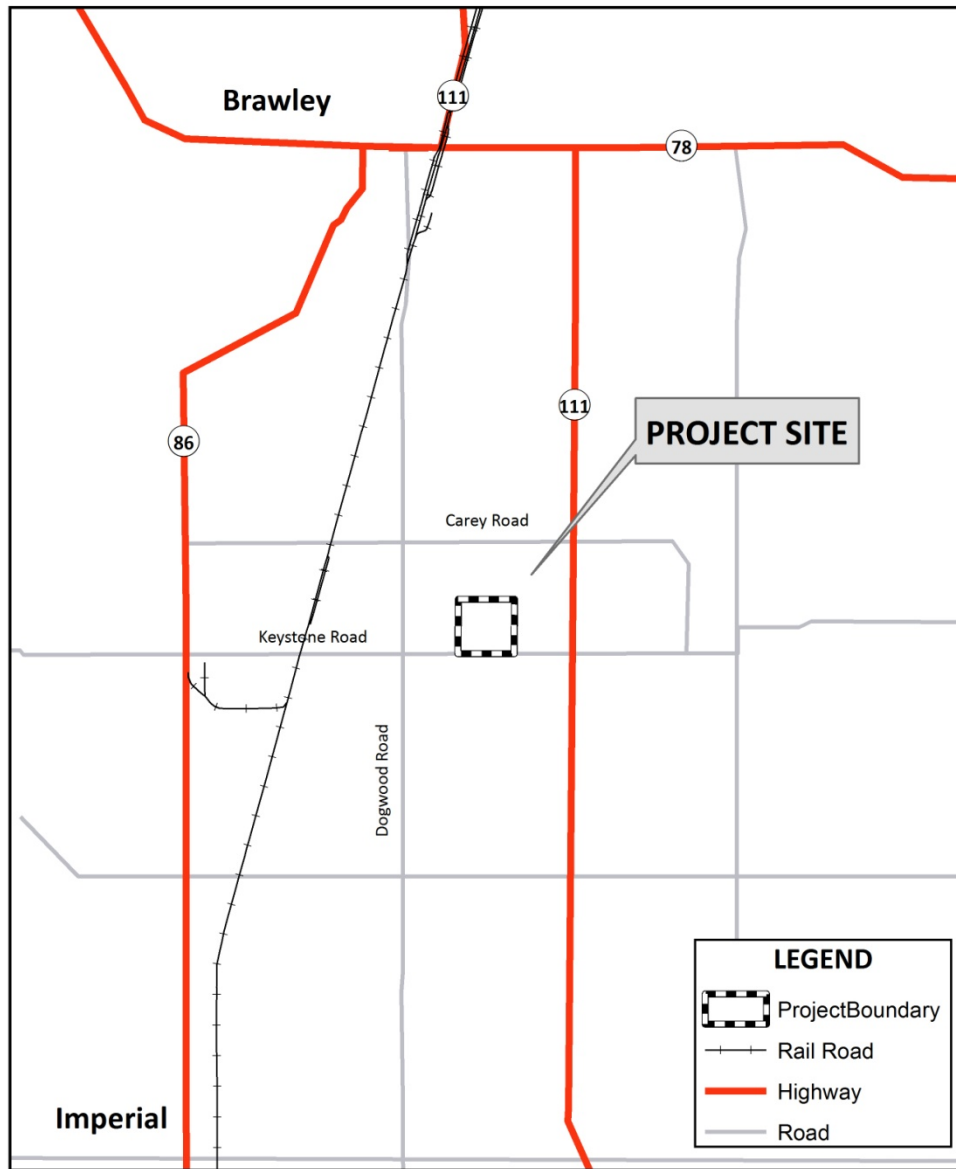 Brawley
111
78
111
86
PROJECT SITE
Carey Road
Keystone Road
Dogwood Road
Imperial
LEGEND
ProjectBoundary
Rail Road
Highway
Road